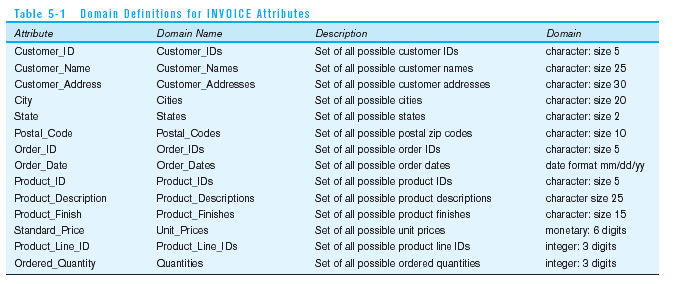 Table 5-1 Domain Definitions for INVOICE Attributes
Attribute Domain Name Description Domain
Customer_ID Customer_IDs Set of all possible customer IDs character: size 5
Customer_Name Customer_Names Set of all possible customer names character: size 25
Customer_Address Customer_Addresses Set of all possible customer addresses character: size 30
City Cities Set of all possible cities character: size 20
State States Set of all possible states character: size 2
Postal_Code Postal_Codes Set of all possible postal zip codes character: size 10
Order_ID Order_IDs Set of all possible order IDs character: size 5
Order_Date Order_Dates Set of all possible order dates date format mm/dd/yy
Product_ID Product_IDs Set of all possible product IDs character: size 5
Product_Description Product_Descriptions Set of all possible product descriptions character size 25
Product_Finish Product_Finishes Set of all possible product finishes character: size 15
Standard_Price Unit_Prices Set of all possible unit prices monetary: 6 digits
Product_Line_ID Product_Line_IDs Set of all possible product line IDs integer: 3 digits
Ordered_Quantity Quantities Set of all possible ordered quantities integer: 3 digits